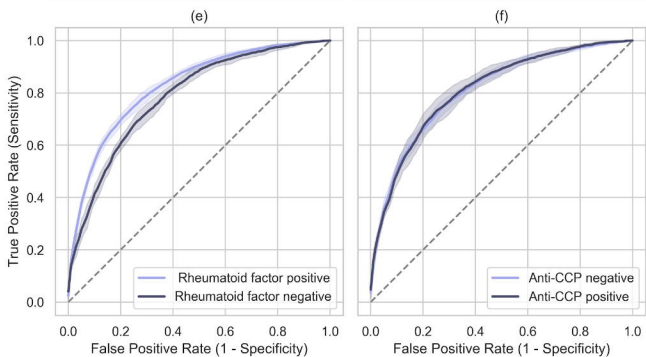 (e)
(f)
True Positive Rate (Sensitivity)
1.0
0.8
0.6
0.4
0.2
0.0
Rheumatoid factor positive
Rheumatoid factor negative
0.0 0.2 0.4 0.6 0.8 1.0
False Positive Rate (1 - Specificity)
Anti-CCP negative
Anti-CCP positive
0.0 0.2 0.4 0.6 0.8 1.0
False Positive Rate (1 - Specificity)